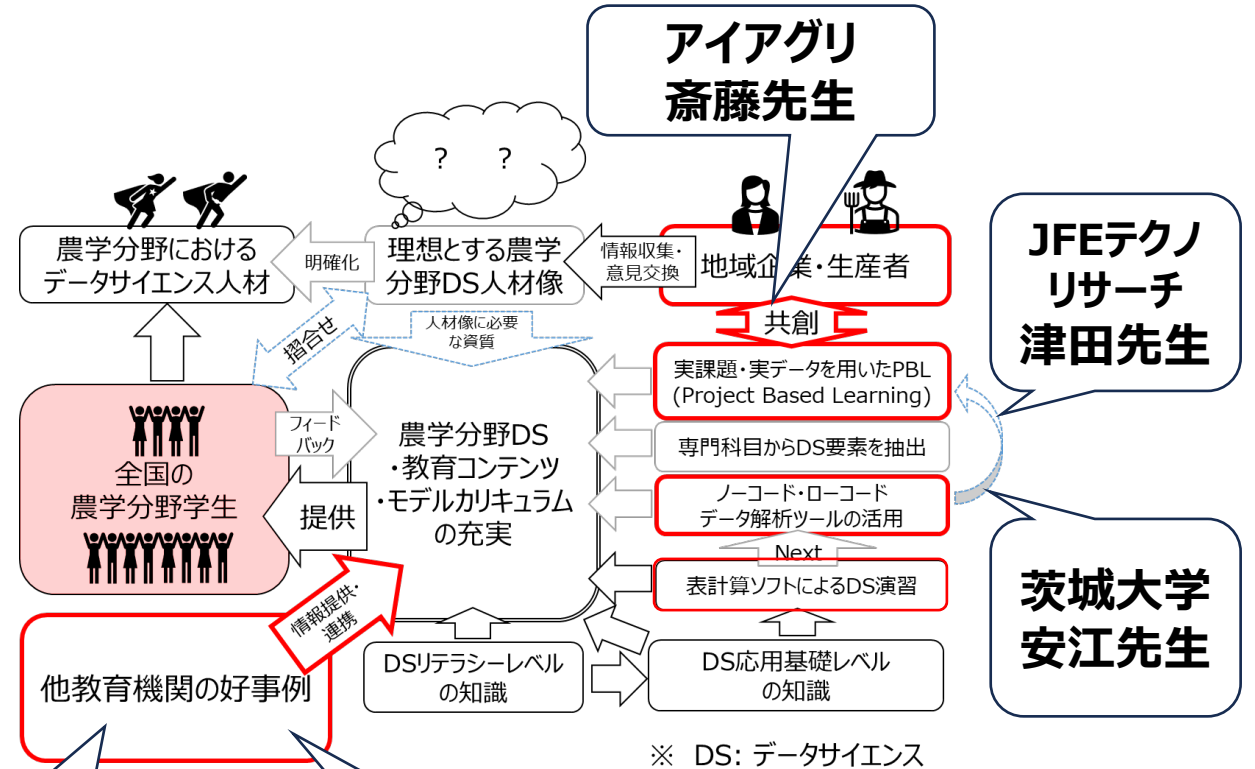 アイアグリ
斎藤先生
? ?
農学分野における
データサイエンス人材
明確化
理想とする農学
分野DS人材像
情報収集・
意見交換
地域企業・生産者
JFEテクノ
リサーチ
津田先生
摺合せ
人材像に必要
な資質
共創
実課題・実データを用いたPBL
(Project Based Learning)
全国の
農学分野学生
フィード
バック
提供
農学分野DS
・教育コンテンツ
・モデルカリキュラム
の充実
専門科目からDS要素を抽出
ノーコード・ローコード
データ解析ツールの活用
Next
表計算ソフトによるDS演習
茨城大学
安江先生
情報提供・
連携
他教育機関の好事例
DSリテラシーレベル
の知識
DS応用基礎レベル
の知識
※ DS: データサイエンス